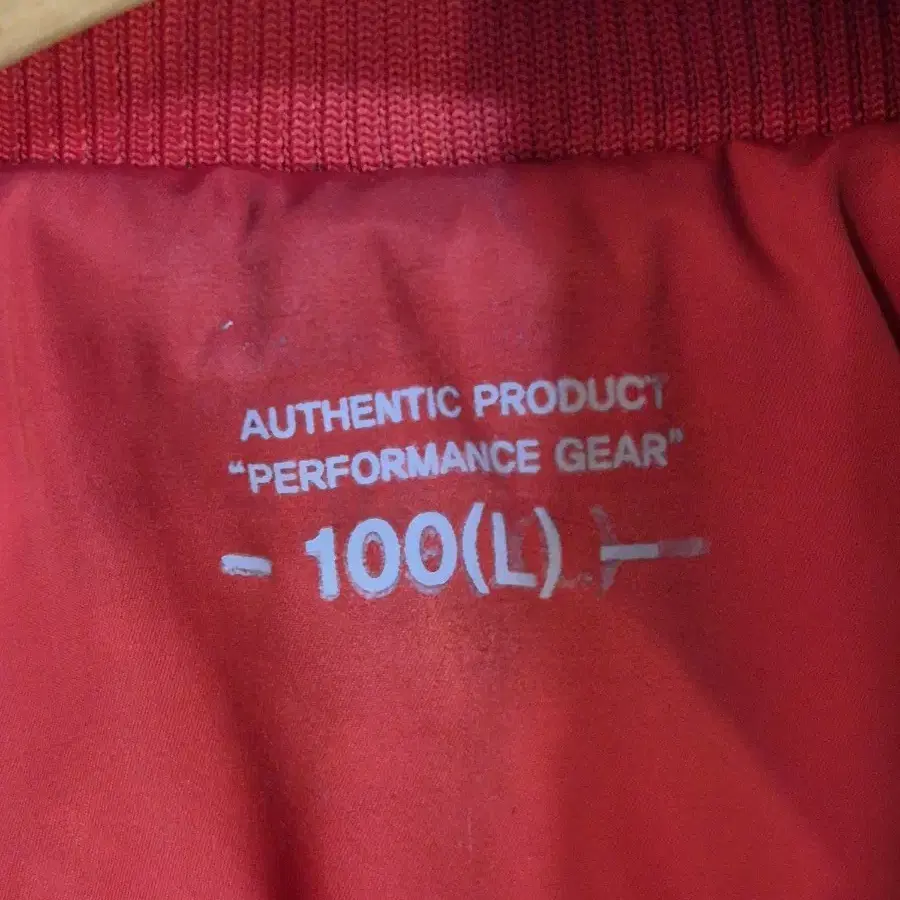 AUTHENTIC PRODUCT
“PERFORMANCE GEAR”
- 100(L) -